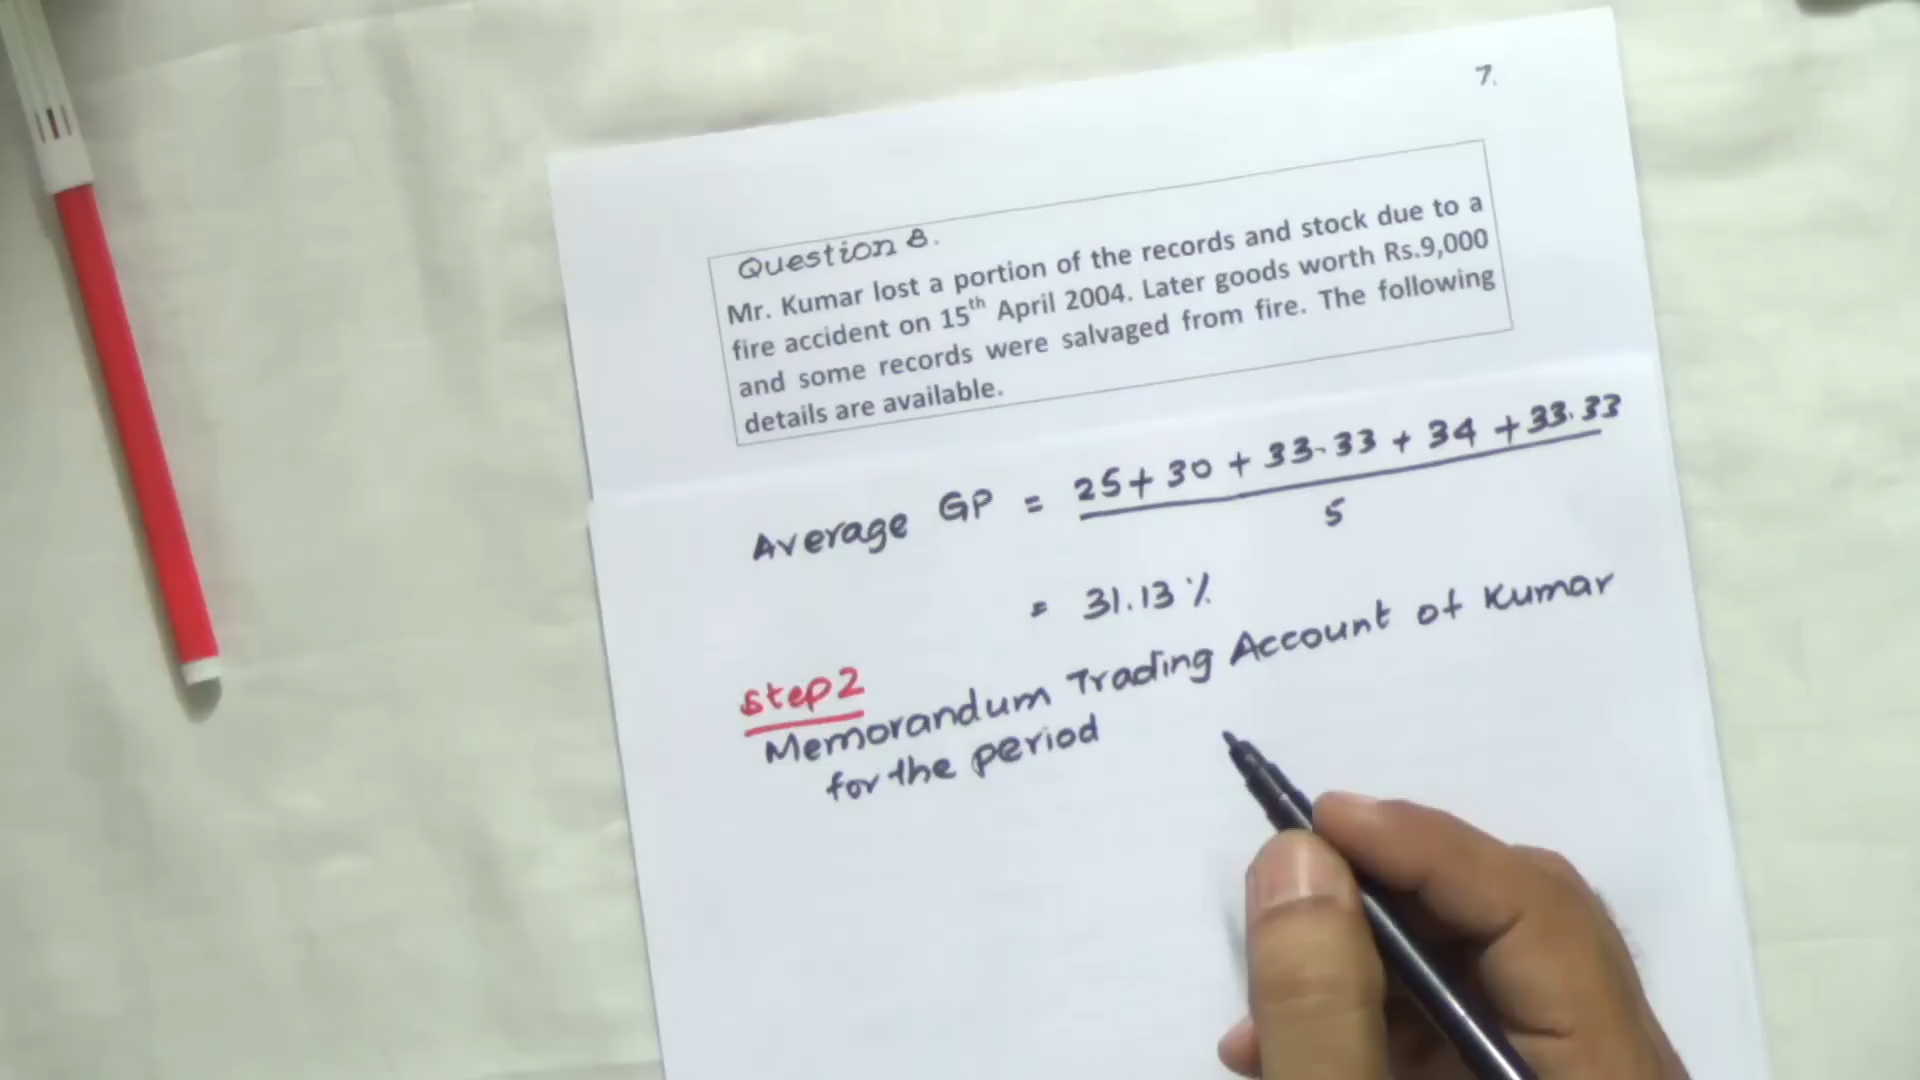 7.
Question 8.
Mr. Kumar lost a portion of the records and stock due to a
fire accident on 15th April 2004. Later goods worth Rs.9,000
and some records were salvaged from fire. The following
details are available.
Average GP = 25+ 30 + 33.33 + 34 + 33.33
5
= 31.13 %
Step2
Memorandum Trading Account of Kumar
for the period